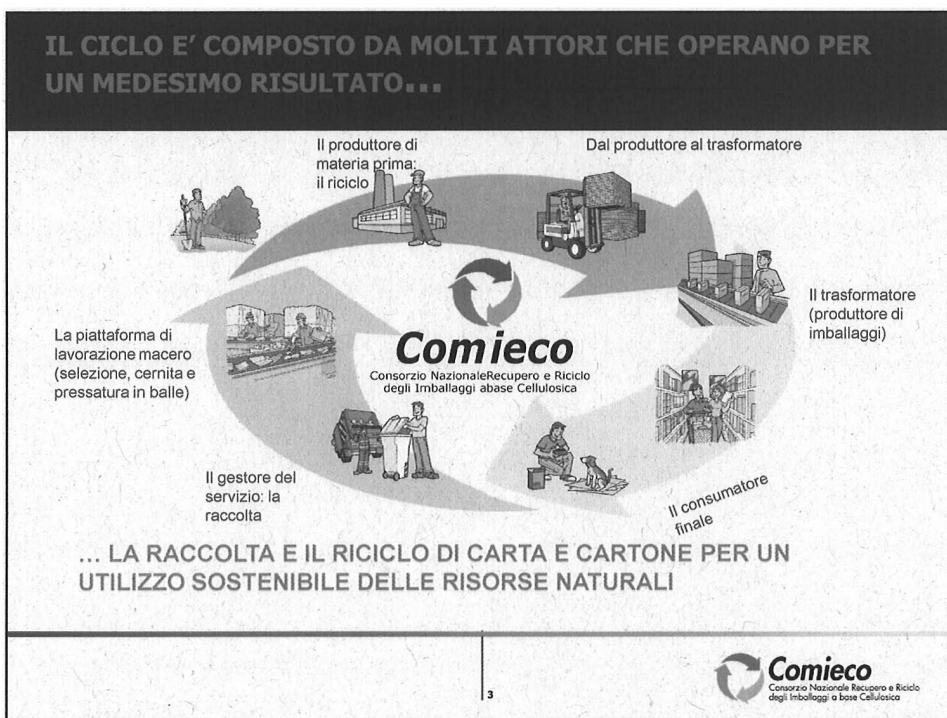 IL CICLO E' COMPOSTO DA MOLTI ATTORI CHE OPERANO PER
UN MEDESIMO RISULTATO...
Il produttore di
materia prima:
il riciclo
Dal produttore al trasformatore
Il trasformatore
(produttore di
imballaggi)
Il consumatore
finale
Il gestore del
servizio: la
raccolta
La piattaforma di
lavorazione macero
(selezione, cernita e
pressatura in balle)
Comieco
Consorzio NazionaleRecupero e Riciclo
degli Imballaggi abase Cellulosica
... LA RACCOLTA E IL RICICLO DI CARTA E CARTONE PER UN
UTILIZZO SOSTENIBILE DELLE RISORSE NATURALI
3
Comieco
Consorzio Nazionale Recupero e Riciclo
degli Imballaggi a base Cellulosica